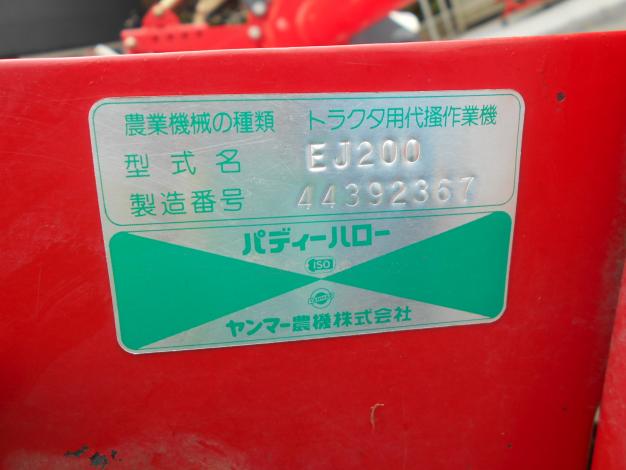 農業機械の種類 トラクタ用代掻作業機
型式名 EJ200
製造番号 44392367
パディーハロー
ISO
ヤンマー農機株式会社